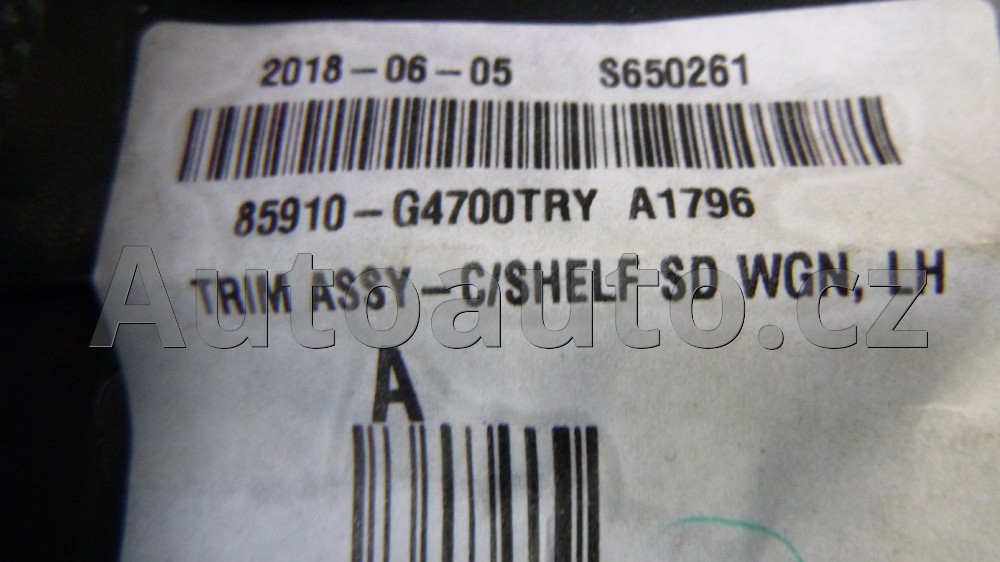 2018-06-05 S650261
85910-G4700TRY A1796
TRIM ASSY-C/SHELF SD WGN, LH
Autoauto.cz
A